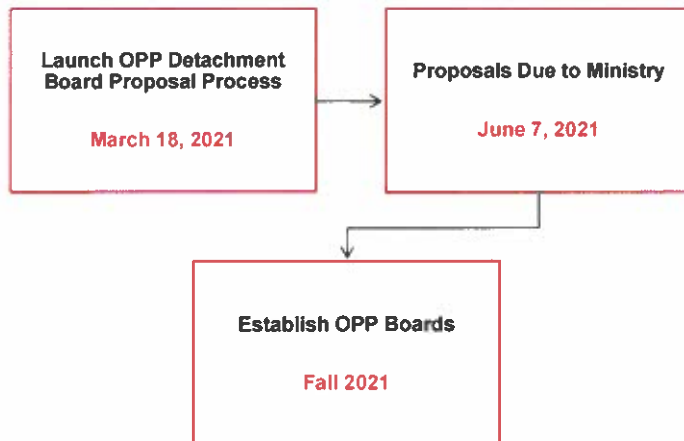 Launch OPP Detachment
Board Proposal Process
March 18, 2021
Proposals Due to Ministry
June 7, 2021
Establish OPP Boards
Fall 2021